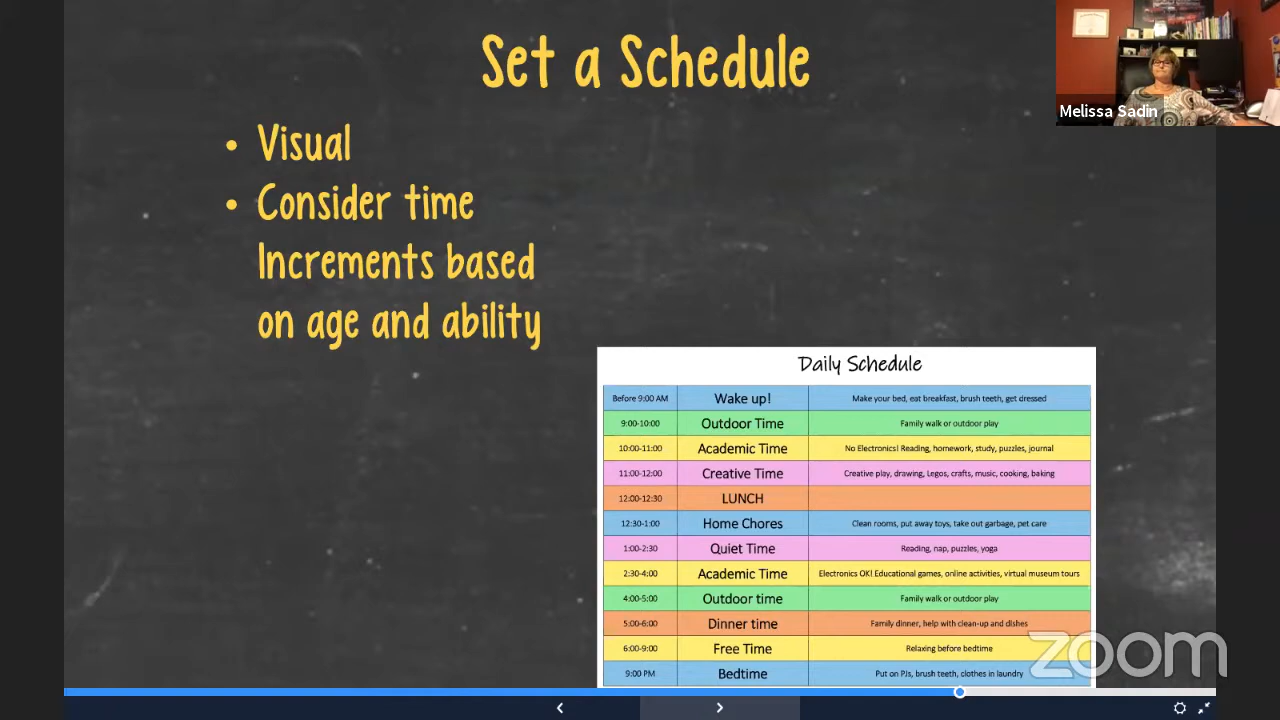 Set a Schedule
Melissa Sadin
• Visual
• Consider time
Increments based
on age and ability
Daily Schedule
Before 9:00 AM Wake up! Make your bed, eat breakfast, brush teeth, get dressed
9:00-10:00 Outdoor Time Family walk or outdoor play
10:00-11:00 Academic Time No Electronics! Reading, homework, study, puzzles, journal
11:00-12:00 Creative Time Creative play, drawing, Legos, crafts, music, cooking, baking
12:00-12:30 LUNCH
12:30-1:00 Home Chores Clean rooms, put away toys, take out garbage, pet care
1:00-2:30 Quiet Time Reading, nap, puzzles, yoga
2:30-4:00 Academic Time Electronics OK! Educational games, online activities, virtual museum tours
4:00-5:00 Outdoor time Family walk or outdoor play
5:00-6:00 Dinner time Family dinner, help with clean-up and dishes
6:00-9:00 Free Time Relaxing before bedtime
9:00 PM Bedtime Put on PJs, brush teeth, clothes in laundry
zoom